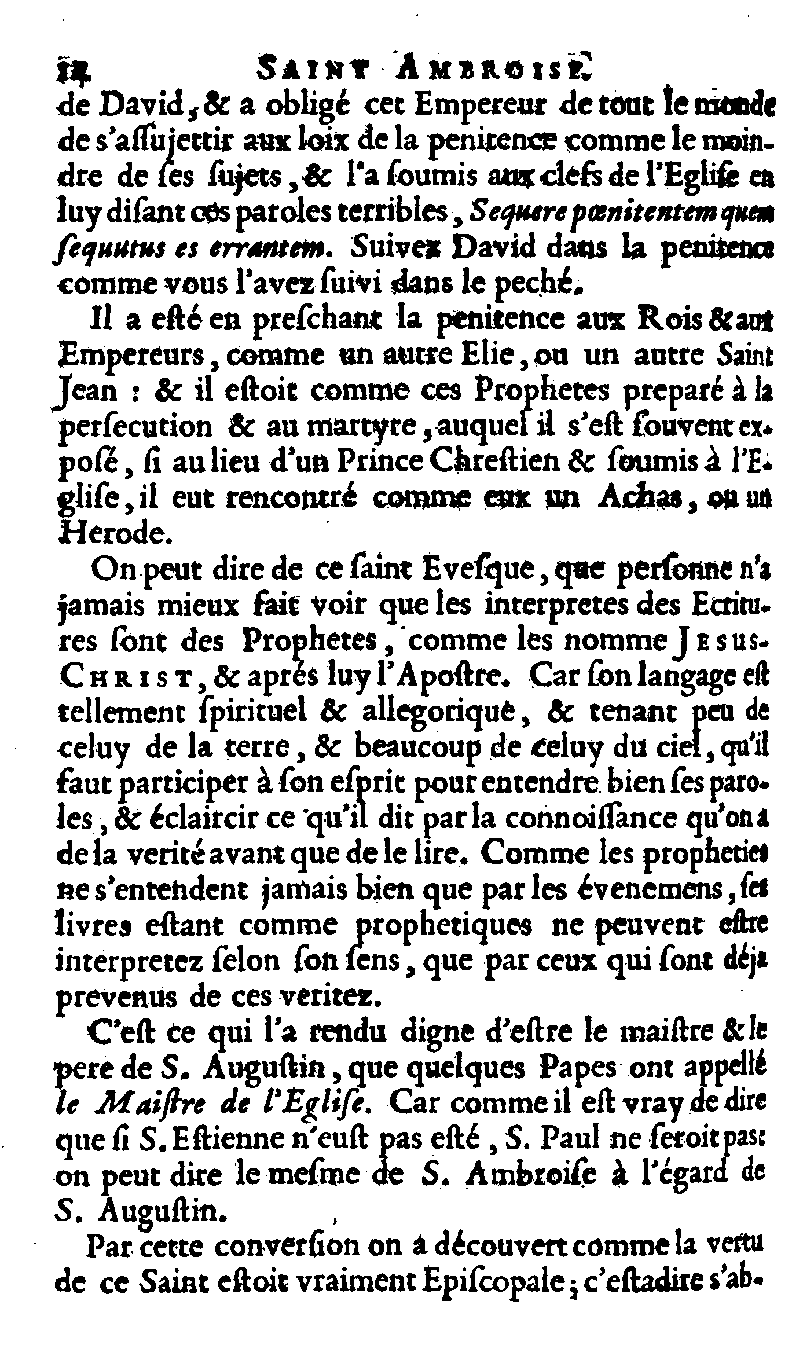 14 SAINT AMBROISE
de David, & a obligé cet Empereur de tout le monde
de s'aſſujettir aux loix de la penitence comme le moin-
dre de ſes ſujets, & l'a ſoumis aux clefs de l'Egliſe en
luy diſant ces paroles terribles, Sequere pœnitentem quem
ſequutus es errantem. Suivez David dans la penitence
comme vous l'avez ſuivi dans le peché.
Il a eſté en preſchant la penitence aux Rois & aux
Empereurs, comme un autre Elie, ou un autre Saint
Jean : & il eſtoit comme ces Prophetes preparé à la
perſecution & au martyre, auquel il s'eſt ſouvent ex-
poſé, ſi au lieu d'un Prince Chreſtien & ſoumis à l'E-
gliſe, il eut rencontré comme eux un Achas, ou un
Herode.
On peut dire de ce ſaint Eveſque, que perſonne n'a
jamais mieux fait voir que les interpretes des Ecritu-
res ſont des Prophetes, comme les nomme JESUS-
CHRIST, & aprés luy l'Apoſtre. Car ſon langage eſt
tellement ſpirituel & allegorique, & tenant peu de
celuy de la terre, & beaucoup de celuy du ciel, qu'il
faut participer à ſon eſprit pour entendre bien ſes paro-
les, & éclaircir ce qu'il dit par la connoiſſance qu'on a
de la verité avant que de le lire. Comme les propheties
ne s'entendent jamais bien que par les évenemens, ſes
livres eſtant comme prophetiques ne peuvent eſtre
interpretez ſelon ſon ſens, que par ceux qui ſont déja
prevenus de ces veritez.
C'eſt ce qui l'a rendu digne d'eſtre le maiſtre & le
pere de S. Auguſtin, que quelques Papes ont appellé
le Maiſtre de l'Egliſe. Car comme il eſt vray de dire
que ſi S. Eſtienne n'euſt pas eſté, S. Paul ne ſeroit pas:
on peut dire le meſme de S. Ambroiſe à l'égard de
S. Auguſtin.
Par cette converſion on a découvert comme la vertu
de ce Saint eſtoit vraiment Epiſcopale; c'eſtadire s'ab-